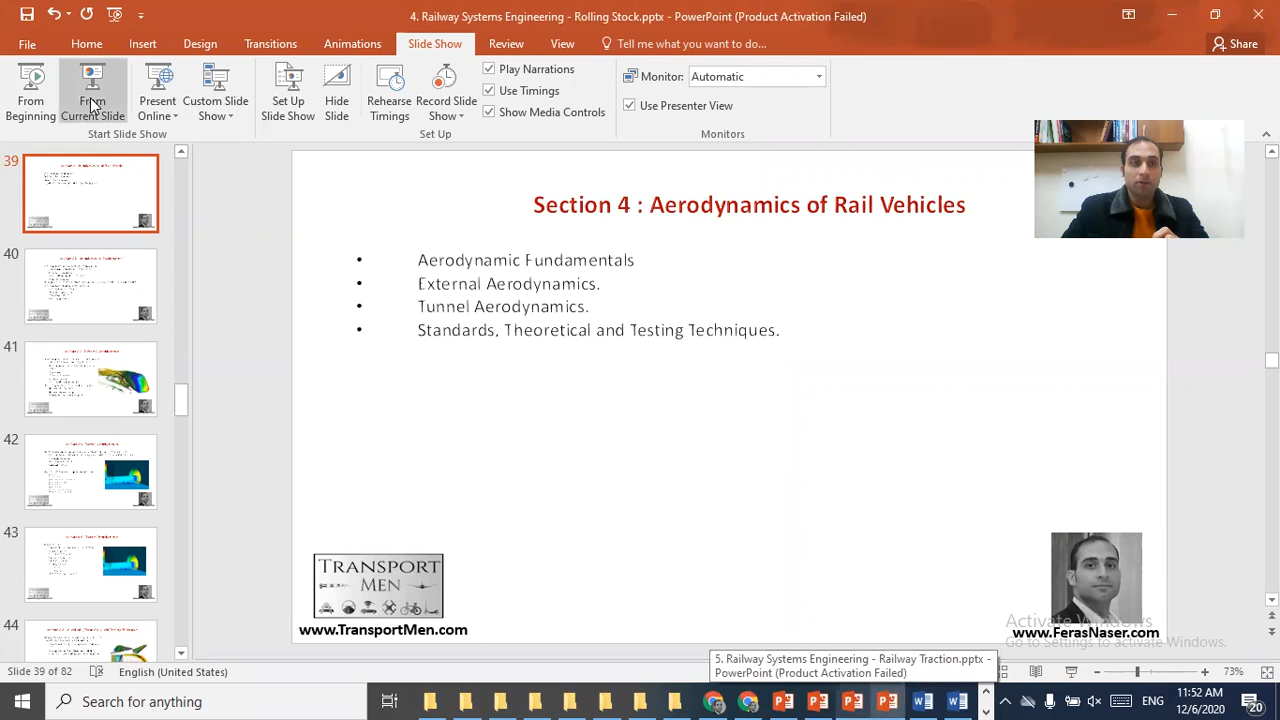 4. Railway Systems Engineering - Rolling Stock.pptx - PowerPoint (Product Activation Failed)
File Home Insert Design Transitions Animations Slide Show Review View Tell me what you want to do... Share
From Beginning
From Current Slide
Present Online
Custom Slide Show
Set Up Slide Show
Hide Slide
Rehearse Timings
Record Slide Show
Play Narrations
Use Timings
Show Media Controls
Monitor: Automatic
Use Presenter View
Start Slide Show
Set Up
Monitors
39
40
41
42
43
44
Section 4 : Aerodynamics of Rail Vehicles
• Aerodynamic Fundamentals
• External Aerodynamics.
• Tunnel Aerodynamics.
• Standards, Theoretical and Testing Techniques.
TRANSPORT
MEN
www.TransportMen.com
www.FerasNaser.com
Activate Windows
Go to Settings to activate Windows.
5. Railway Systems Engineering - Railway Traction.pptx -
PowerPoint (Product Activation Failed)
Slide 39 of 82
English (United States)
73%
Search for anything
ENG
11:52 AM
12/6/2020
20